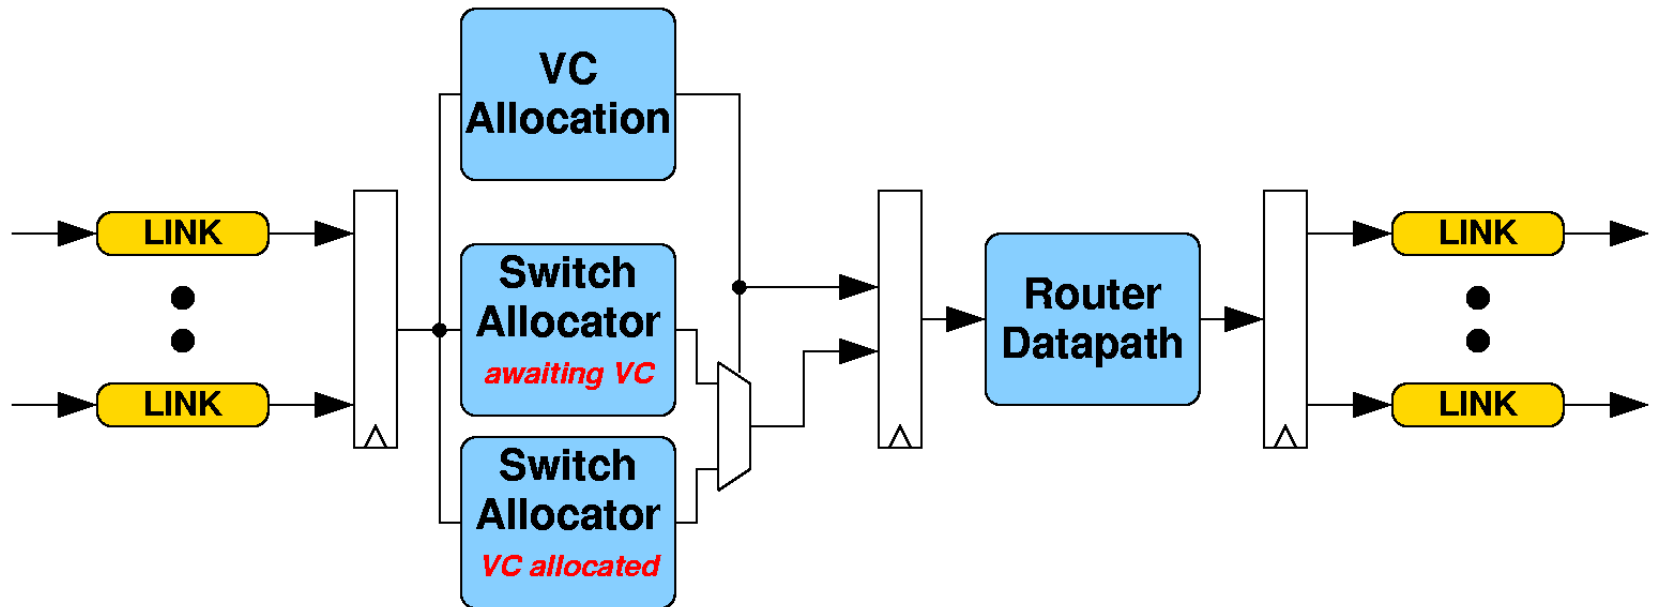 VC
Allocation
LINK
LINK
Switch
Allocator
awaiting VC
Switch
Allocator
VC allocated
Router
Datapath
LINK
LINK